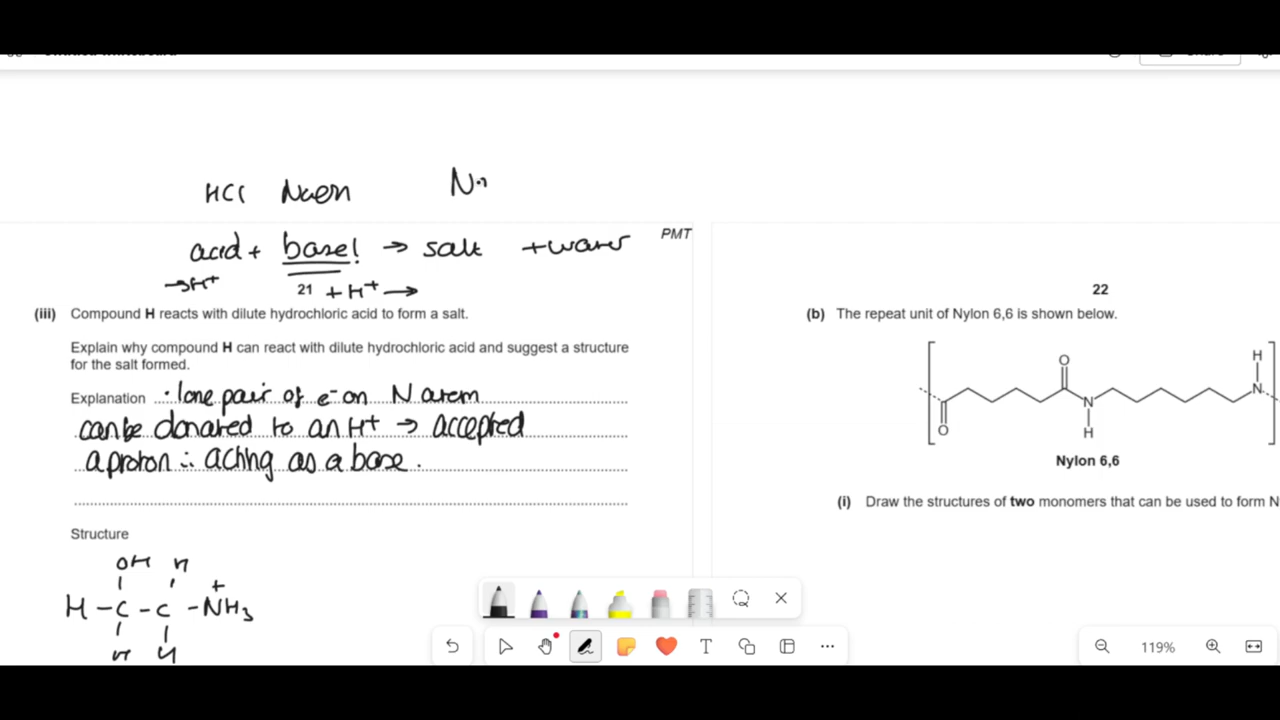 HCl NaOH Na
PMT
acid + base! → salt + water
→ H+
21 + H+ →
22
(iii) Compound H reacts with dilute hydrochloric acid to form a salt.
Explain why compound H can react with dilute hydrochloric acid and suggest a structure
for the salt formed.
Explanation · lone pair of e- on N atom
can be donated to an H+ → accepted
a proton ∴ acting as a base.
Structure
OH H
+
H - C - C - NH3
H H
(b) The repeat unit of Nylon 6,6 is shown below.
O H
N
N
O H
Nylon 6,6
(i) Draw the structures of two monomers that can be used to form N
119%